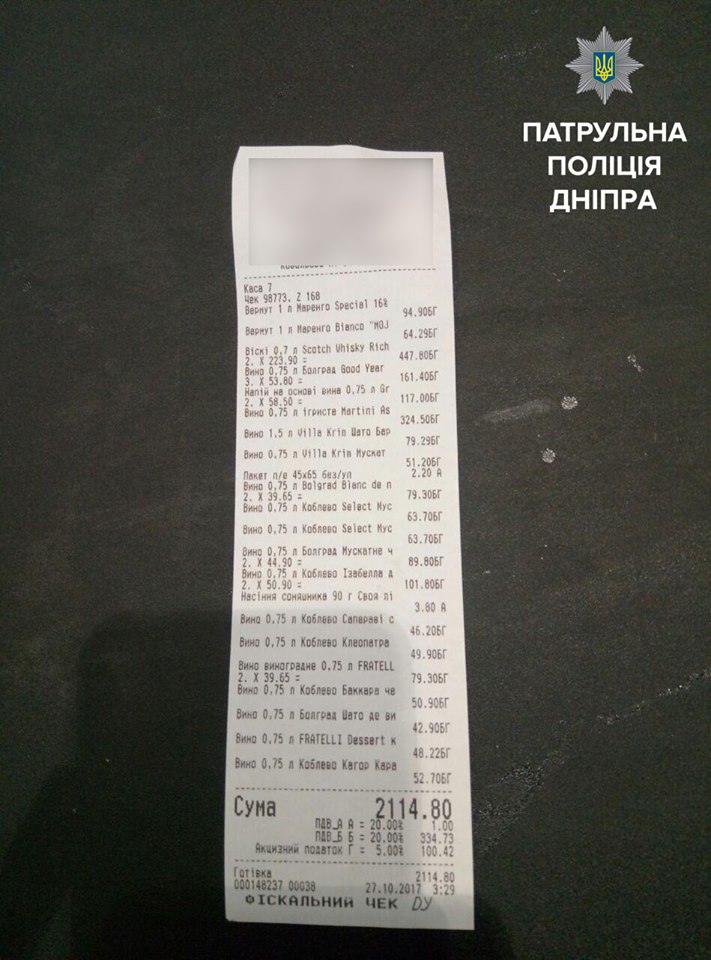 ПАТРУЛЬНА
ПОЛІЦІЯ
ДНІПРА
Каса 7
Чек 98773, Z 168
Вермут 1 л Маренго Special 16%
94.90БГ
Вермут 1 л Маренго Bianco "МОJ
64.29БГ
Віскі 0,7 л Scotch Whisky Rich
2. X 223.90 =
447.80БГ
Вино 0,75 л Болград Good Year
3. X 53.80 =
161.40БГ
Напій на основі вина 0,75 л Gr
2. X 58.50 =
117.00БГ
Вино 0,75 л ігристе Martini As
324.50БГ
Вино 1,5 л Villa Krim Шато Бар
79.29БГ
Вино 0,75 л Villa Krim Мускат
51.20БГ
Пакет п/е 45x65 без/уп
2.20 А
Вино 0,75 л Bolgrad Blanc de n
2. X 39.65 =
79.30БГ
Вино 0,75 л Коблево Select Мус
63.70БГ
Вино 0,75 л Коблево Select Мус
63.70БГ
Вино 0,75 л Болград Мускатне ч
2. X 44.90 =
89.80БГ
Вино 0,75 л Коблево Ізабелла д
2. X 50.90 =
101.80БГ
Насіння соняшника 90 г Своя лі
3.80 А
Вино 0,75 л Коблево Сапераві с
46.20БГ
Вино 0,75 л Коблево Клеопатра
49.90БГ
Вино виноградне 0,75 л FRATELL
2. X 39.65 =
79.30БГ
Вино 0,75 л Коблево Баккара че
50.90БГ
Вино 0,75 л Болград Шато де ви
42.90БГ
Вино 0,75 л FRATELLI Dessert к
48.22БГ
Вино 0,75 л Коблево Кагор Кара
52.70БГ
Сума 2114.80
ПДВ_А А = 20.00% 1.00
ПДВ_Б Б = 20.00% 334.73
Акцизний податок Г = 5.00% 100.42
Готівка 2114.80
000148237 00038 27.10.2017 3:29
ФІСКАЛЬНИЙ ЧЕК